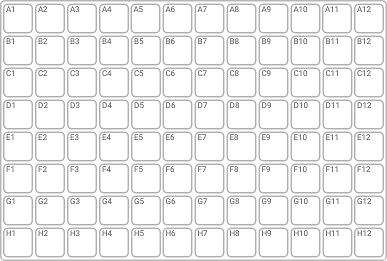 A1 A2 A3 A4 A5 A6 A7 A8 A9 A10 A11 A12
B1 B2 B3 B4 B5 B6 B7 B8 B9 B10 B11 B12
C1 C2 C3 C4 C5 C6 C7 C8 C9 C10 C11 C12
D1 D2 D3 D4 D5 D6 D7 D8 D9 D10 D11 D12
E1 E2 E3 E4 E5 E6 E7 E8 E9 E10 E11 E12
F1 F2 F3 F4 F5 F6 F7 F8 F9 F10 F11 F12
G1 G2 G3 G4 G5 G6 G7 G8 G9 G10 G11 G12
H1 H2 H3 H4 H5 H6 H7 H8 H9 H10 H11 H12